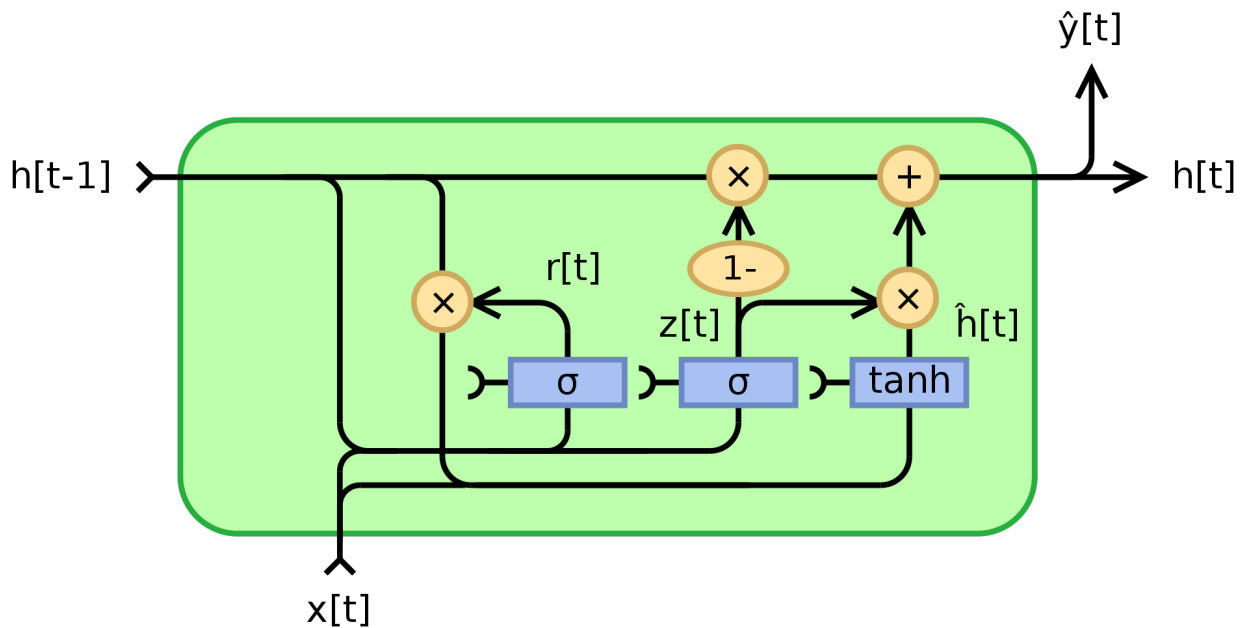 ŷ[t]
h[t-1]
×
+
h[t]
r[t]
1-
×
z[t]
×
ĥ[t]
σ
σ
tanh
x[t]